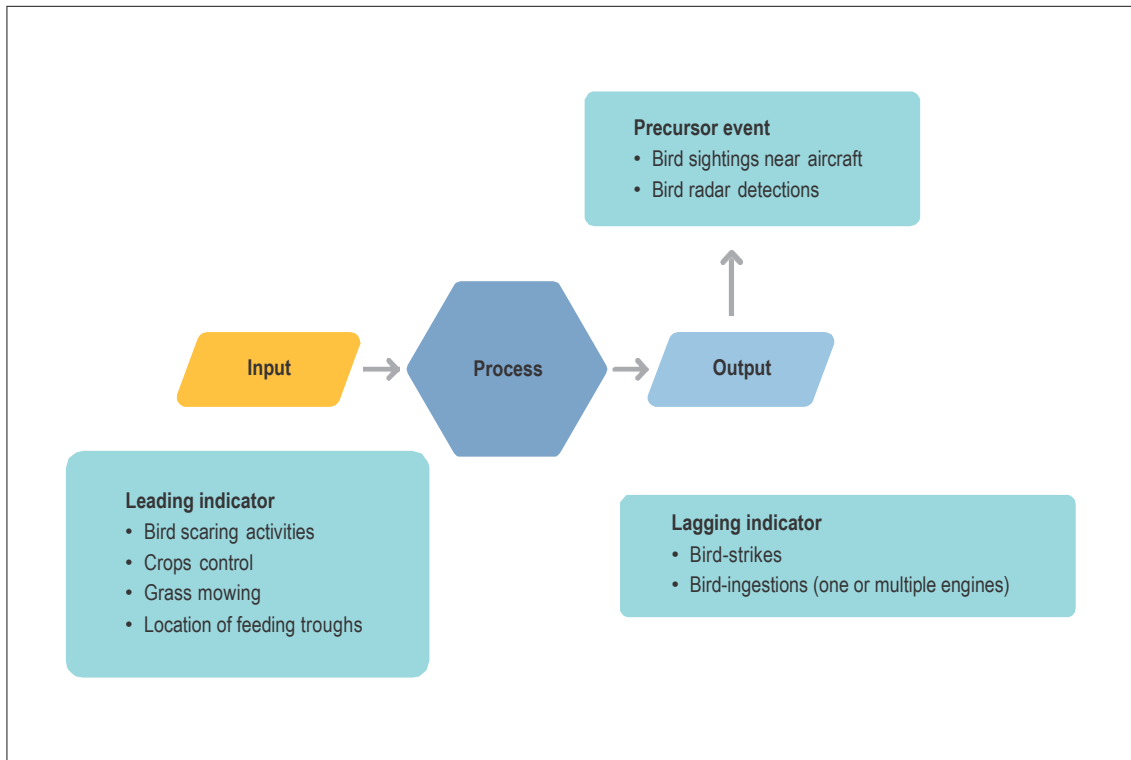 Precursor event
• Bird sightings near aircraft
• Bird radar detections
Input
Process
Output
Leading indicator
• Bird scaring activities
• Crops control
• Grass mowing
• Location of feeding troughs
Lagging indicator
• Bird-strikes
• Bird-ingestions (one or multiple engines)